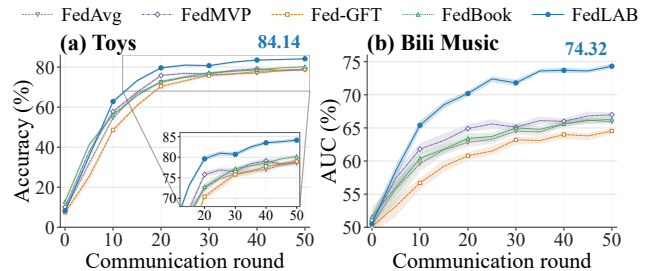 FedAvg FedMVP Fed-GFT FedBook FedLAB
(a) Toys 84.14
Accuracy (%)
80
60
40
20
0
85
80
75
70
20 30 40 50
0 10 20 30 40 50
Communication round
(b) Bili Music 74.32
AUC (%)
75
70
65
60
55
50
0 10 20 30 40 50
Communication round